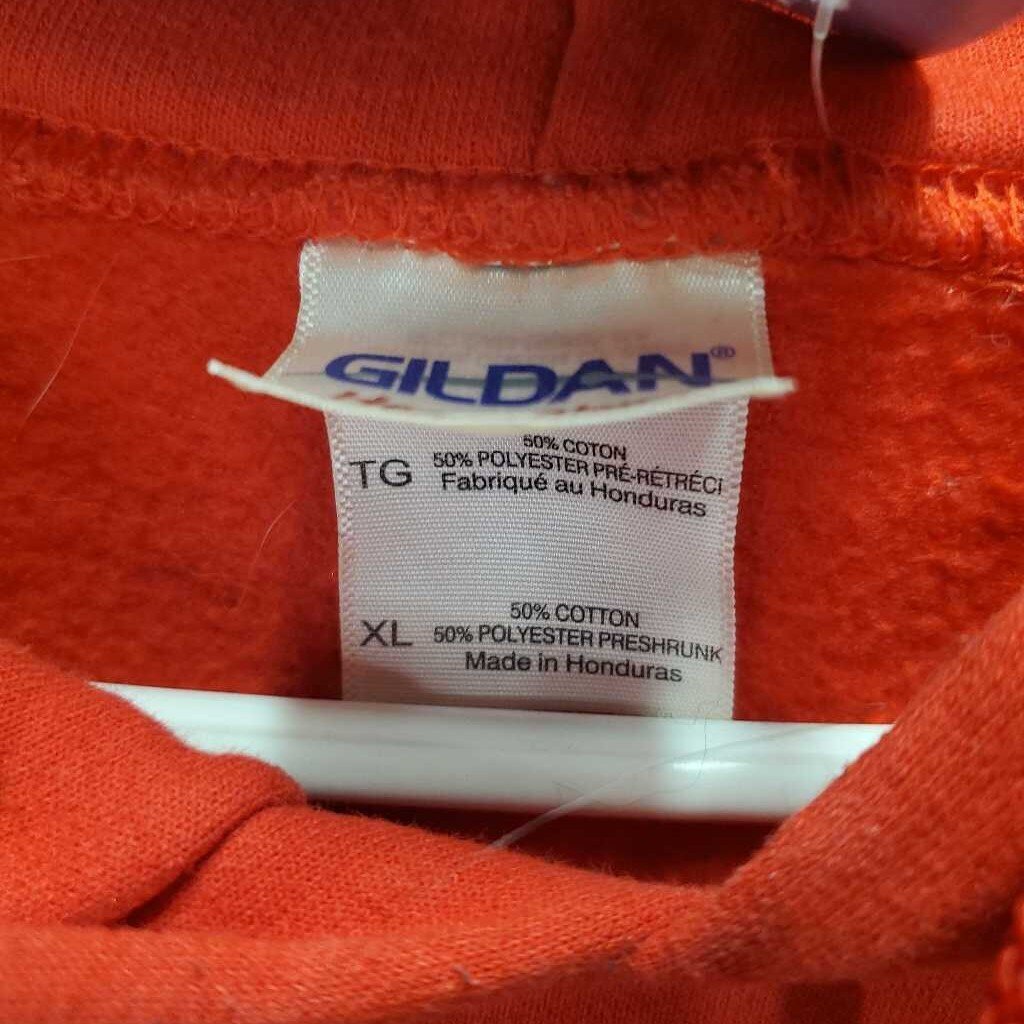 GILDAN®
50% COTON
TG 50% POLYESTER PRÉ-RÉTRÉCI
Fabriqué au Honduras
50% COTTON
XL 50% POLYESTER PRESHRUNK
Made in Honduras